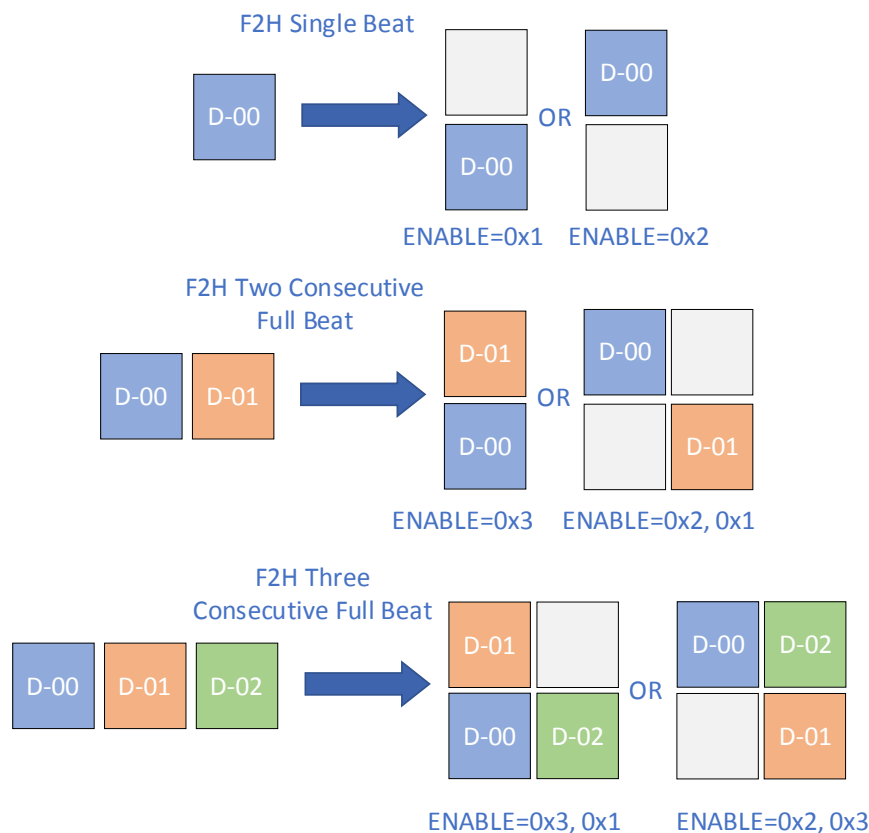 F2H Single Beat
D-00
D-00
OR
D-00
ENABLE=0x1
ENABLE=0x2
F2H Two Consecutive
Full Beat
D-00
D-01
D-01
D-00
OR
D-00
D-01
ENABLE=0x3
ENABLE=0x2, 0x1
F2H Three
Consecutive Full Beat
D-00
D-01
D-02
D-01
D-00
D-02
OR
D-00
D-02
D-01
ENABLE=0x3, 0x1
ENABLE=0x2, 0x3